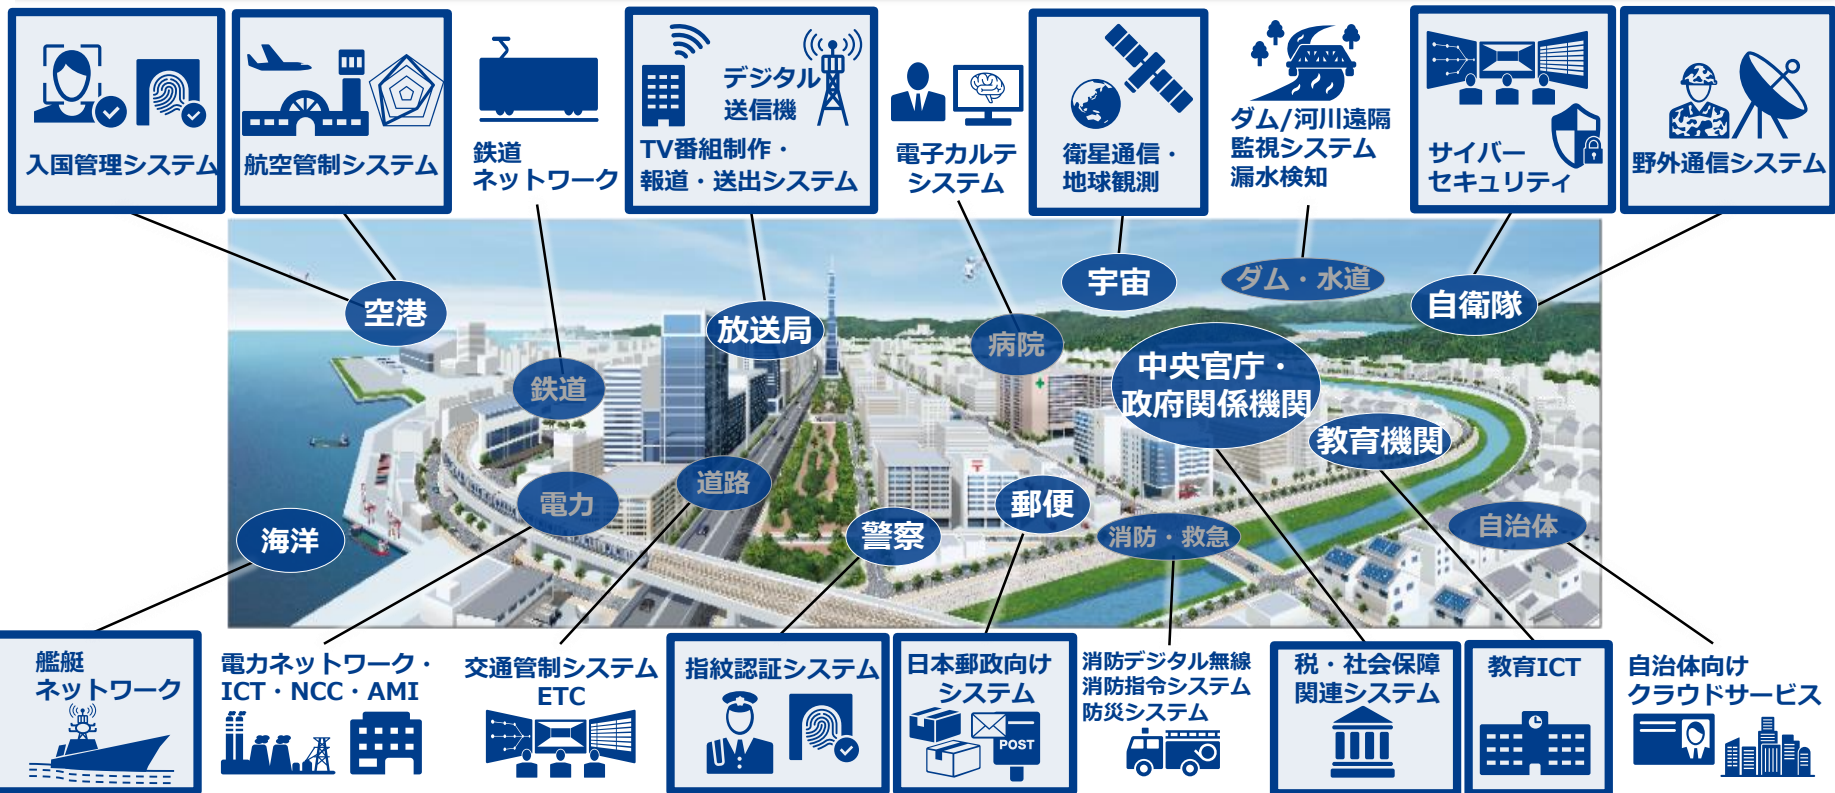 入国管理システム
航空管制システム
鉄道
ネットワーク
デジタル
送信機
TV番組制作・
報道・送出システム
電子カルテ
システム
衛星通信・
地球観測
ダム/河川遠隔
監視システム
漏水検知
サイバー
セキュリティ
野外通信システム
空港
放送局
宇宙
ダム・水道
自衛隊
鉄道
病院
中央官庁・
政府関係機関
教育機関
電力
道路
郵便
海洋
警察
消防・救急
自治体
艦艇
ネットワーク
電力ネットワーク・
ICT・NCC・AMI
交通管制システム
ETC
指紋認証システム
日本郵政向け
システム
POST
消防デジタル無線
消防指令システム
防災システム
税・社会保障
関連システム
教育ICT
自治体向け
クラウドサービス